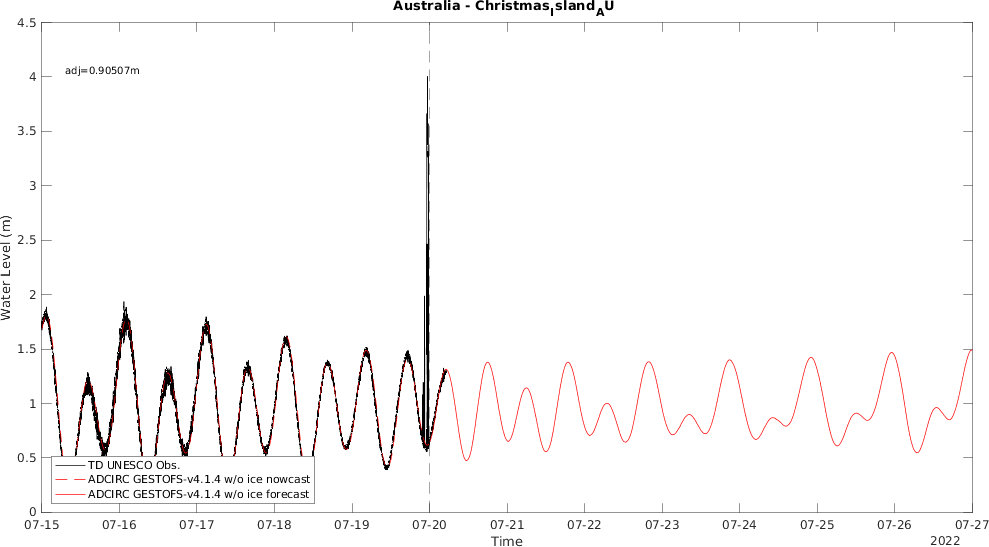 Australia - ChristmasIslandAU
adj=0.90507m
Water Level (m)
4.5
4
3.5
3
2.5
2
1.5
1
0.5
0
TD UNESCO Obs.
ADCIRC GESTOFS-v4.1.4 w/o ice nowcast
ADCIRC GESTOFS-v4.1.4 w/o ice forecast
07-15 07-16 07-17 07-18 07-19 07-20 07-21 07-22 07-23 07-24 07-25 07-26 07-27
Time
2022